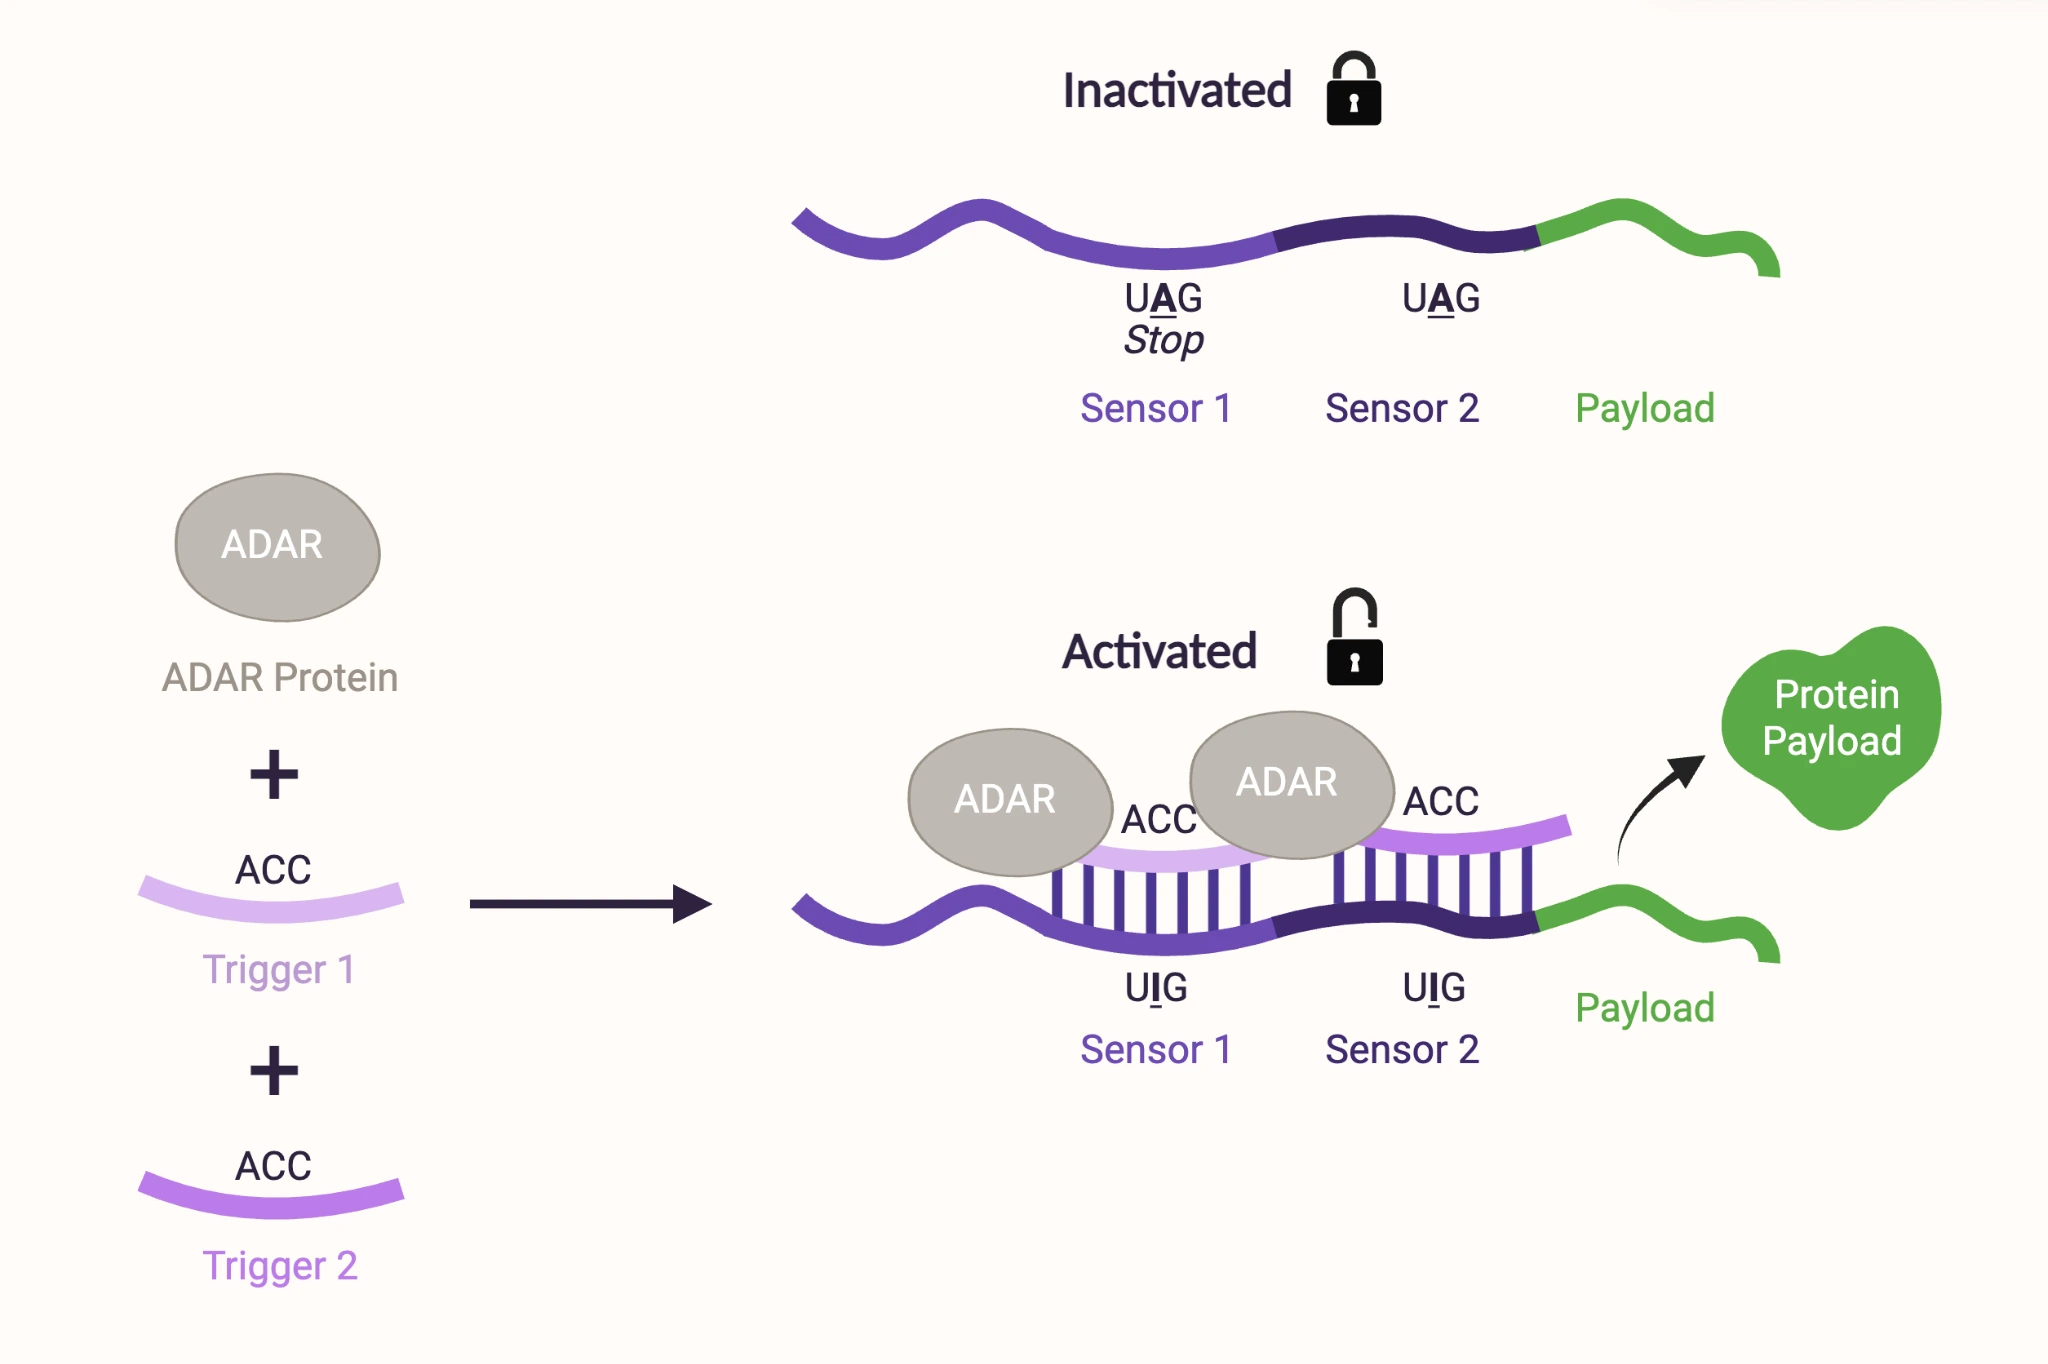 Inactivated
UAG
Stop
UAG
Sensor 1
Sensor 2
Payload
ADAR
ADAR Protein
+
ACC
Trigger 1
+
ACC
Trigger 2
Activated
ADAR
ACC
ADAR
ACC
Protein
Payload
UIG
UIG
Sensor 1
Sensor 2
Payload